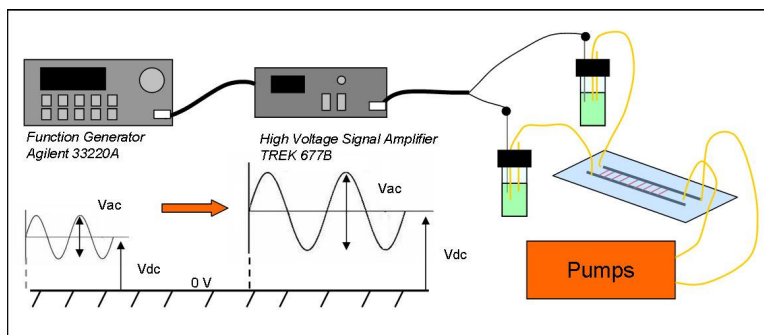 Function Generator
Agilent 33220A
High Voltage Signal Amplifier
TREK 677B
Vac
Vdc
0 V
Vac
Vdc
Pumps